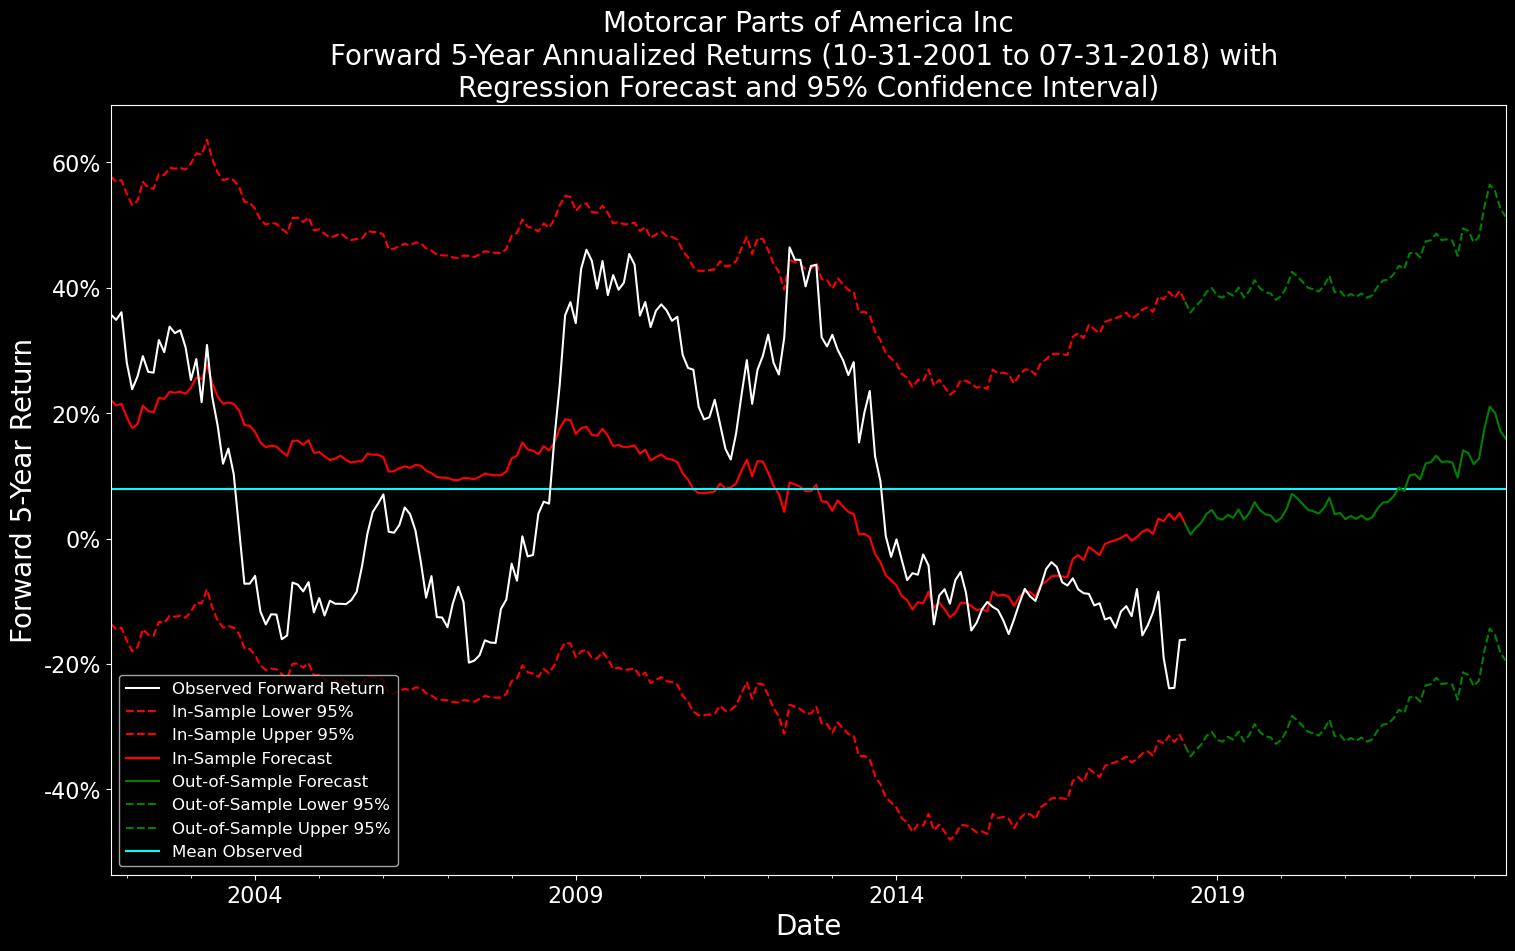 Motorcar Parts of America Inc
Forward 5-Year Annualized Returns (10-31-2001 to 07-31-2018) with
Regression Forecast and 95% Confidence Interval)
Forward 5-Year Return
60%
40%
20%
0%
-20%
-40%
Observed Forward Return
In-Sample Lower 95%
In-Sample Upper 95%
In-Sample Forecast
Out-of-Sample Forecast
Out-of-Sample Lower 95%
Out-of-Sample Upper 95%
Mean Observed
2004
2009
2014
2019
Date